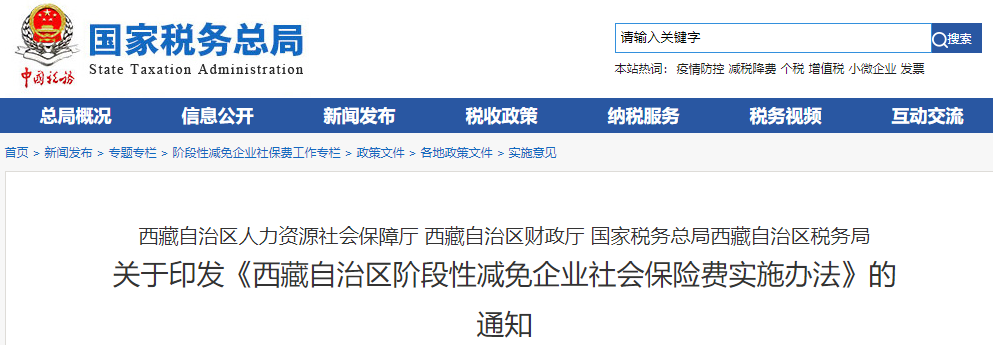 国家税务总局
State Taxation Administration
中国税务
请输入关键字
搜索
本站热词： 疫情防控 减税降费 个税 增值税 小微企业 发票
总局概况 信息公开 新闻发布 税收政策 纳税服务 税务视频 互动交流
首页 > 新闻发布 > 专题专栏 > 阶段性减免企业社保费工作专栏 > 政策文件 > 各地政策文件 > 实施意见
西藏自治区人力资源社会保障厅 西藏自治区财政厅 国家税务总局西藏自治区税务局
关于印发《西藏自治区阶段性减免企业社会保险费实施办法》的
通知